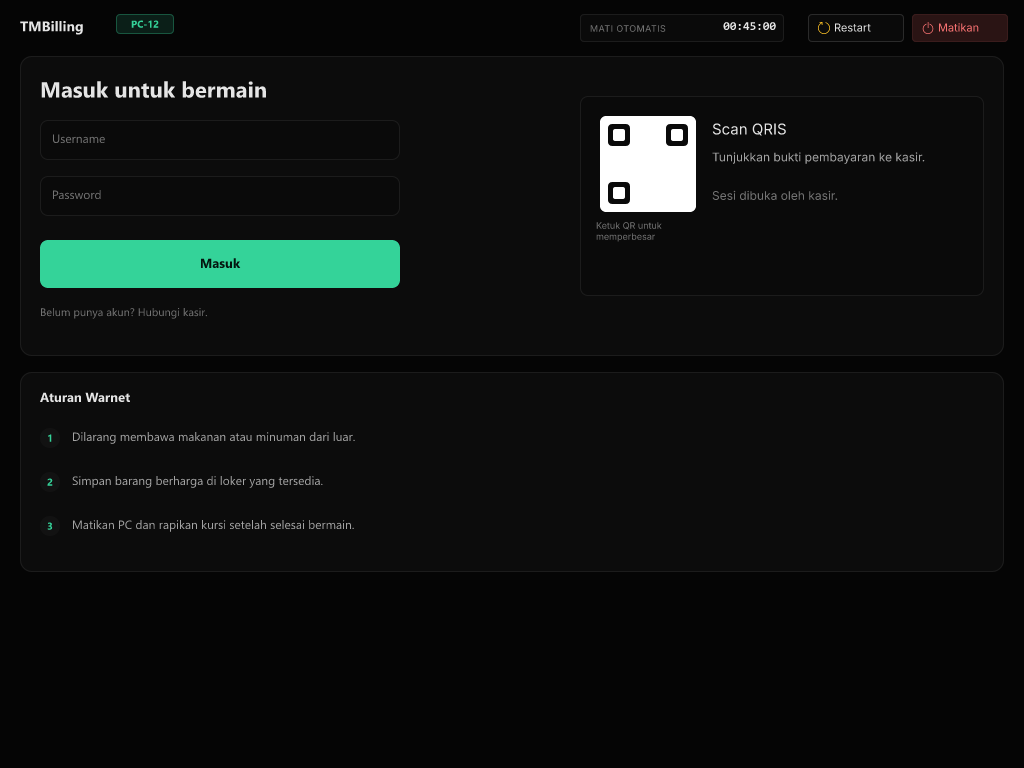 TMBilling
PC-12
MATI OTOMATIS
00:45:00
Restart
Matikan
Masuk untuk bermain
Username
Password
Masuk
Belum punya akun? Hubungi kasir.
Scan QRIS
Tunjukkan bukti pembayaran ke kasir.
Sesi dibuka oleh kasir.
Ketuk QR untuk
memperbesar
Aturan Warnet
1 Dilarang membawa makanan atau minuman dari luar.
2 Simpan barang berharga di loker yang tersedia.
3 Matikan PC dan rapikan kursi setelah selesai bermain.